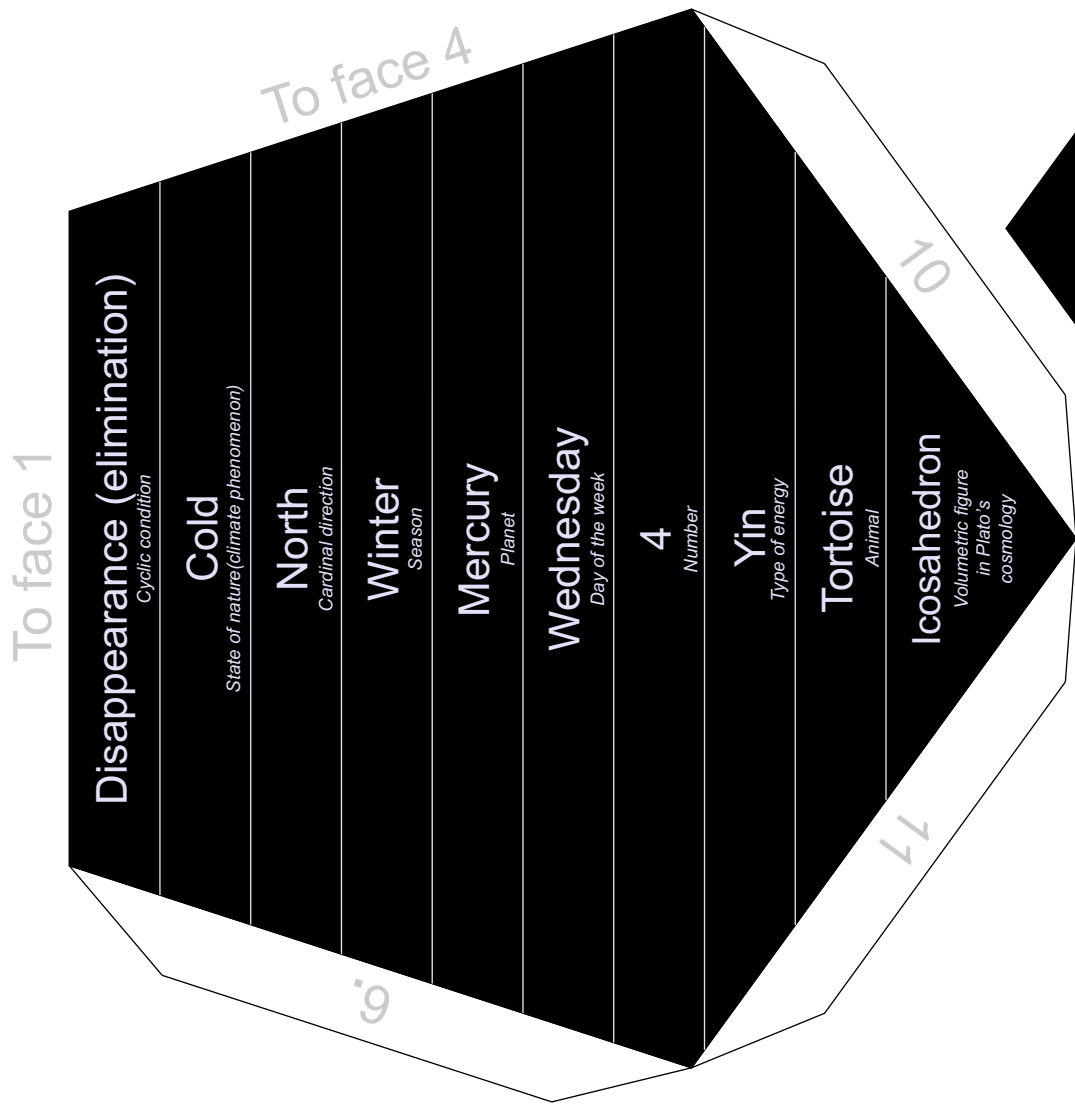 To face 1
To face 4
Disappearance (elimination)
Cyclic condition
Cold
State of nature(climate phenomenon)
North
Cardinal direction
Winter
Season
Mercury
Planet
Wednesday
Day of the week
4
Number
Yin
Type of energy
Tortoise
Animal
Icosahedron
Volumetric figure
in Plato's
cosmology
10
11
6.